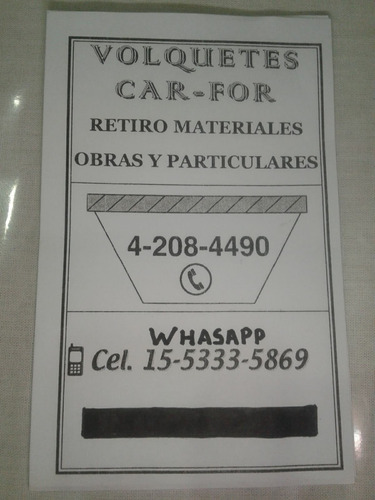 VOLQUETES
CAR-FOR
RETIRO MATERIALES
OBRAS Y PARTICULARES
4-208-4490
WHASAPP
Cel. 15-5333-5869